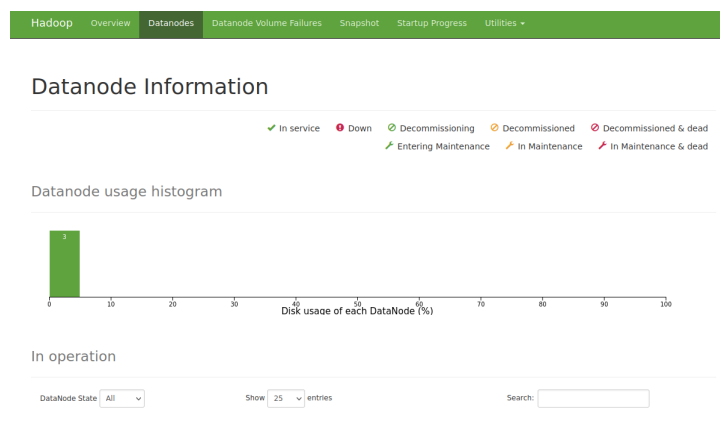 Hadoop Overview Datanodes Datanode Volume Failures Snapshot Startup Progress Utilities
Datanode Information
In service Down Decommissioning Decommissioned Decommissioned & dead
Entering Maintenance In Maintenance In Maintenance & dead
Datanode usage histogram
3
0 10 20 30 40 50 60 70 80 90 100
Disk usage of each DataNode (%)
In operation
DataNode State All Show 25 entries Search: